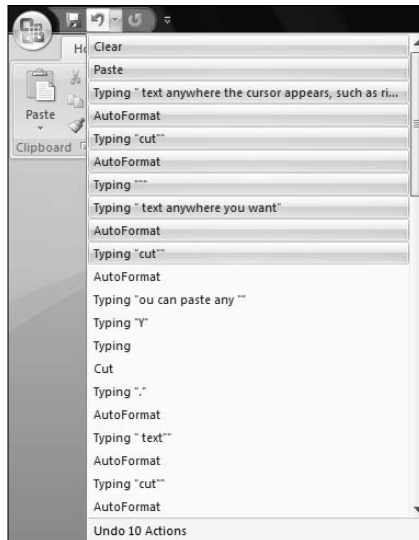 Ho
Paste
Clipboard
Clear
Paste
Typing " text anywhere the cursor appears, such as ri...
AutoFormat
Typing "cut""
AutoFormat
Typing """
Typing " text anywhere you want"
AutoFormat
Typing "cut""
AutoFormat
Typing "ou can paste any ""
Typing "Y"
Typing
Cut
Typing "."
AutoFormat
Typing " text""
AutoFormat
Typing "cut""
AutoFormat
Undo 10 Actions